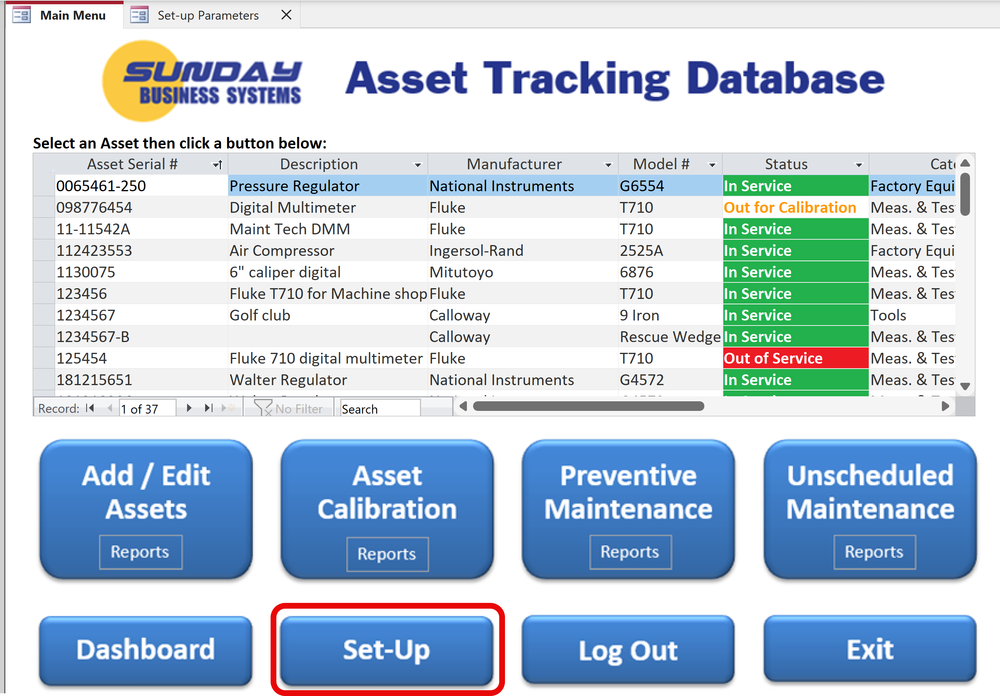 Main Menu
Set-up Parameters
SUNDAY
BUSINESS SYSTEMS
Asset Tracking Database
Select an Asset then click a button below:
Asset Serial # Description Manufacturer Model # Status Cate
0065461-250 Pressure Regulator National Instruments G6554 In Service Factory Equi
098776454 Digital Multimeter Fluke T710 Out for Calibration Meas. & Tes
11-11542A Maint Tech DMM Fluke T710 In Service Meas. & Tes
112423553 Air Compressor Ingersol-Rand 2525A In Service Factory Equi
1130075 6" caliper digital Mitutoyo 6876 In Service Meas. & Tes
123456 Fluke T710 for Machine shop Fluke T710 In Service Meas. & Tes
1234567 Golf club Calloway 9 Iron In Service Tools
1234567-B Calloway Rescue Wedge In Service Meas. & Tes
125454 Fluke 710 digital multimeter Fluke T710 Out of Service Meas. & Tes
181215651 Walter Regulator National Instruments G4572 In Service Meas. & Tes
Record: 1 of 37 No Filter Search
Add / Edit
Assets
Reports
Asset
Calibration
Reports
Preventive
Maintenance
Reports
Unscheduled
Maintenance
Reports
Dashboard
Set-Up
Log Out
Exit